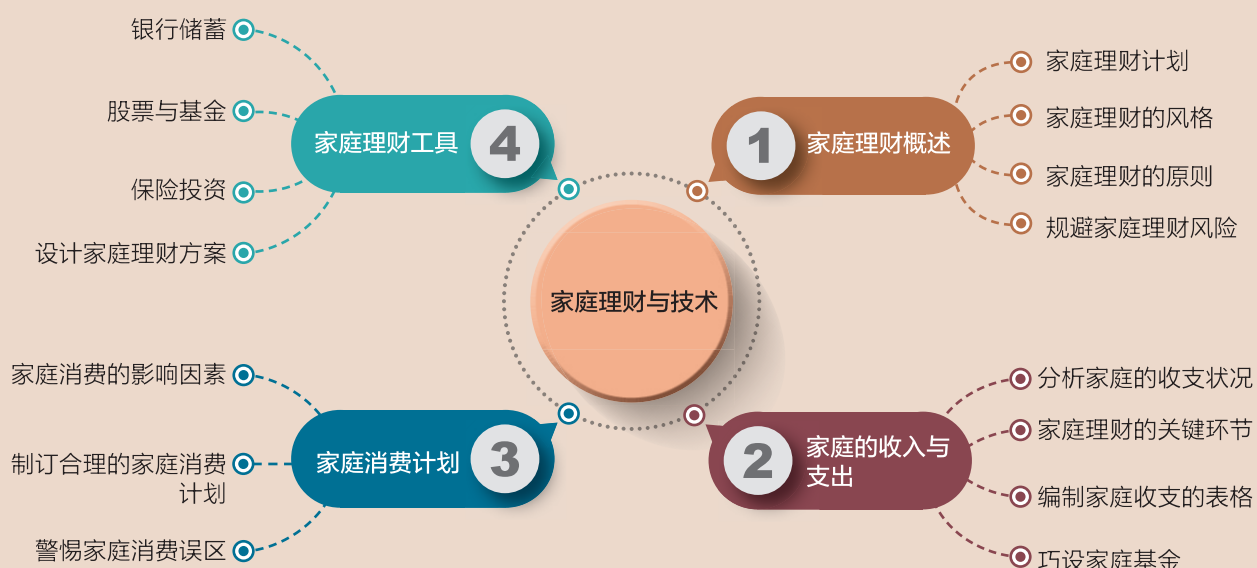 家庭理财与技术
1
家庭理财概述
家庭理财计划
家庭理财的风格
家庭理财的原则
规避家庭理财风险
2
家庭的收入与
支出
分析家庭的收支状况
家庭理财的关键环节
编制家庭收支的表格
巧设家庭基金
3
家庭消费计划
家庭消费的影响因素
制订合理的家庭消费
计划
警惕家庭消费误区
4
家庭理财工具
银行储蓄
股票与基金
保险投资
设计家庭理财方案